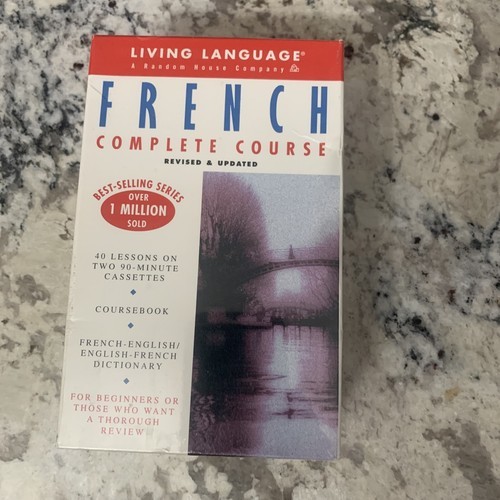 LIVING LANGUAGE®
A Random House Company
FRENCH
COMPLETE COURSE
REVISED & UPDATED
BEST-SELLING SERIES
OVER
1 MILLION
SOLD
40 LESSONS ON
TWO 90-MINUTE
CASSETTES
COURSEBOOK
FRENCH-ENGLISH/
ENGLISH-FRENCH
DICTIONARY
FOR BEGINNERS OR
THOSE WHO WANT
A THOROUGH
REVIEW